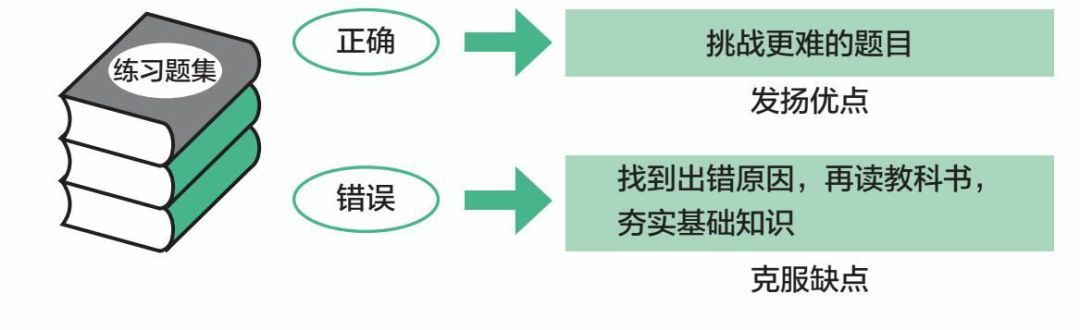 练习题集
正确
挑战更难的题目
发扬优点
错误
找到出错原因，再读教科书，
夯实基础知识
克服缺点